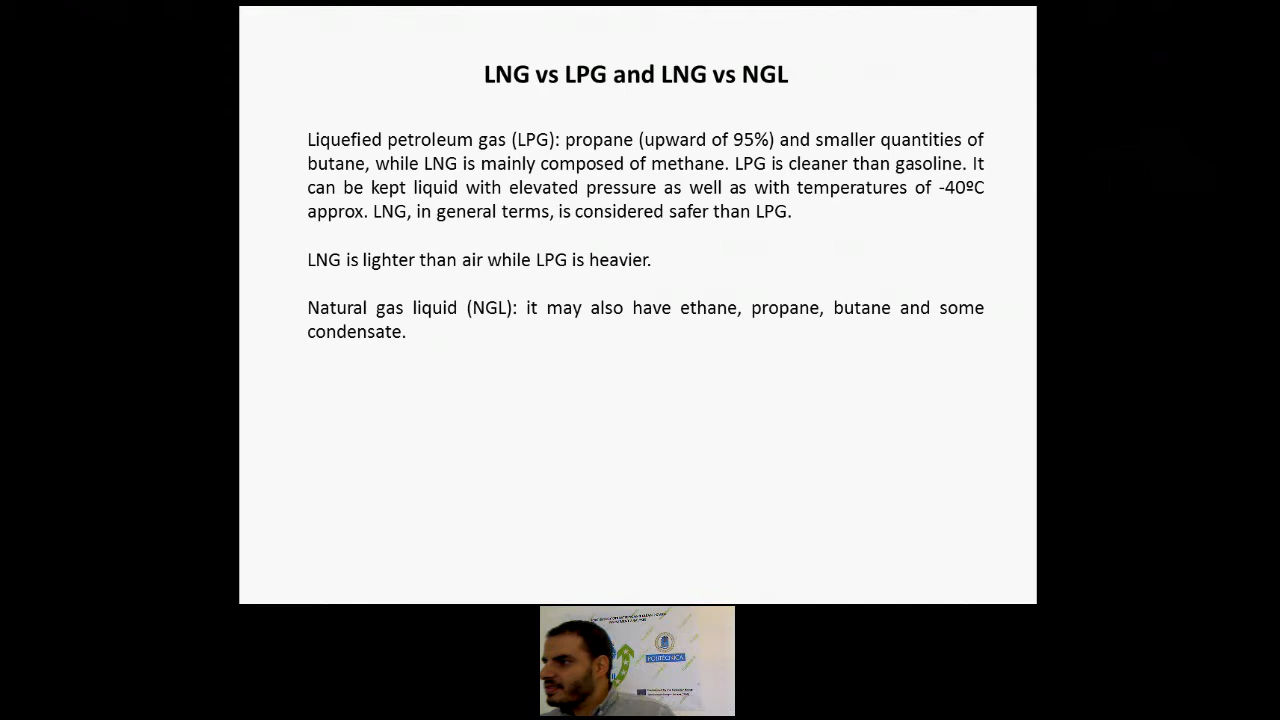 LNG vs LPG and LNG vs NGL
Liquefied petroleum gas (LPG): propane (upward of 95%) and smaller quantities of
butane, while LNG is mainly composed of methane. LPG is cleaner than gasoline. It
can be kept liquid with elevated pressure as well as with temperatures of -40ºC
approx. LNG, in general terms, is considered safer than LPG.
LNG is lighter than air while LPG is heavier.
Natural gas liquid (NGL): it may also have ethane, propane, butane and some
condensate.
POLITÉCNICA